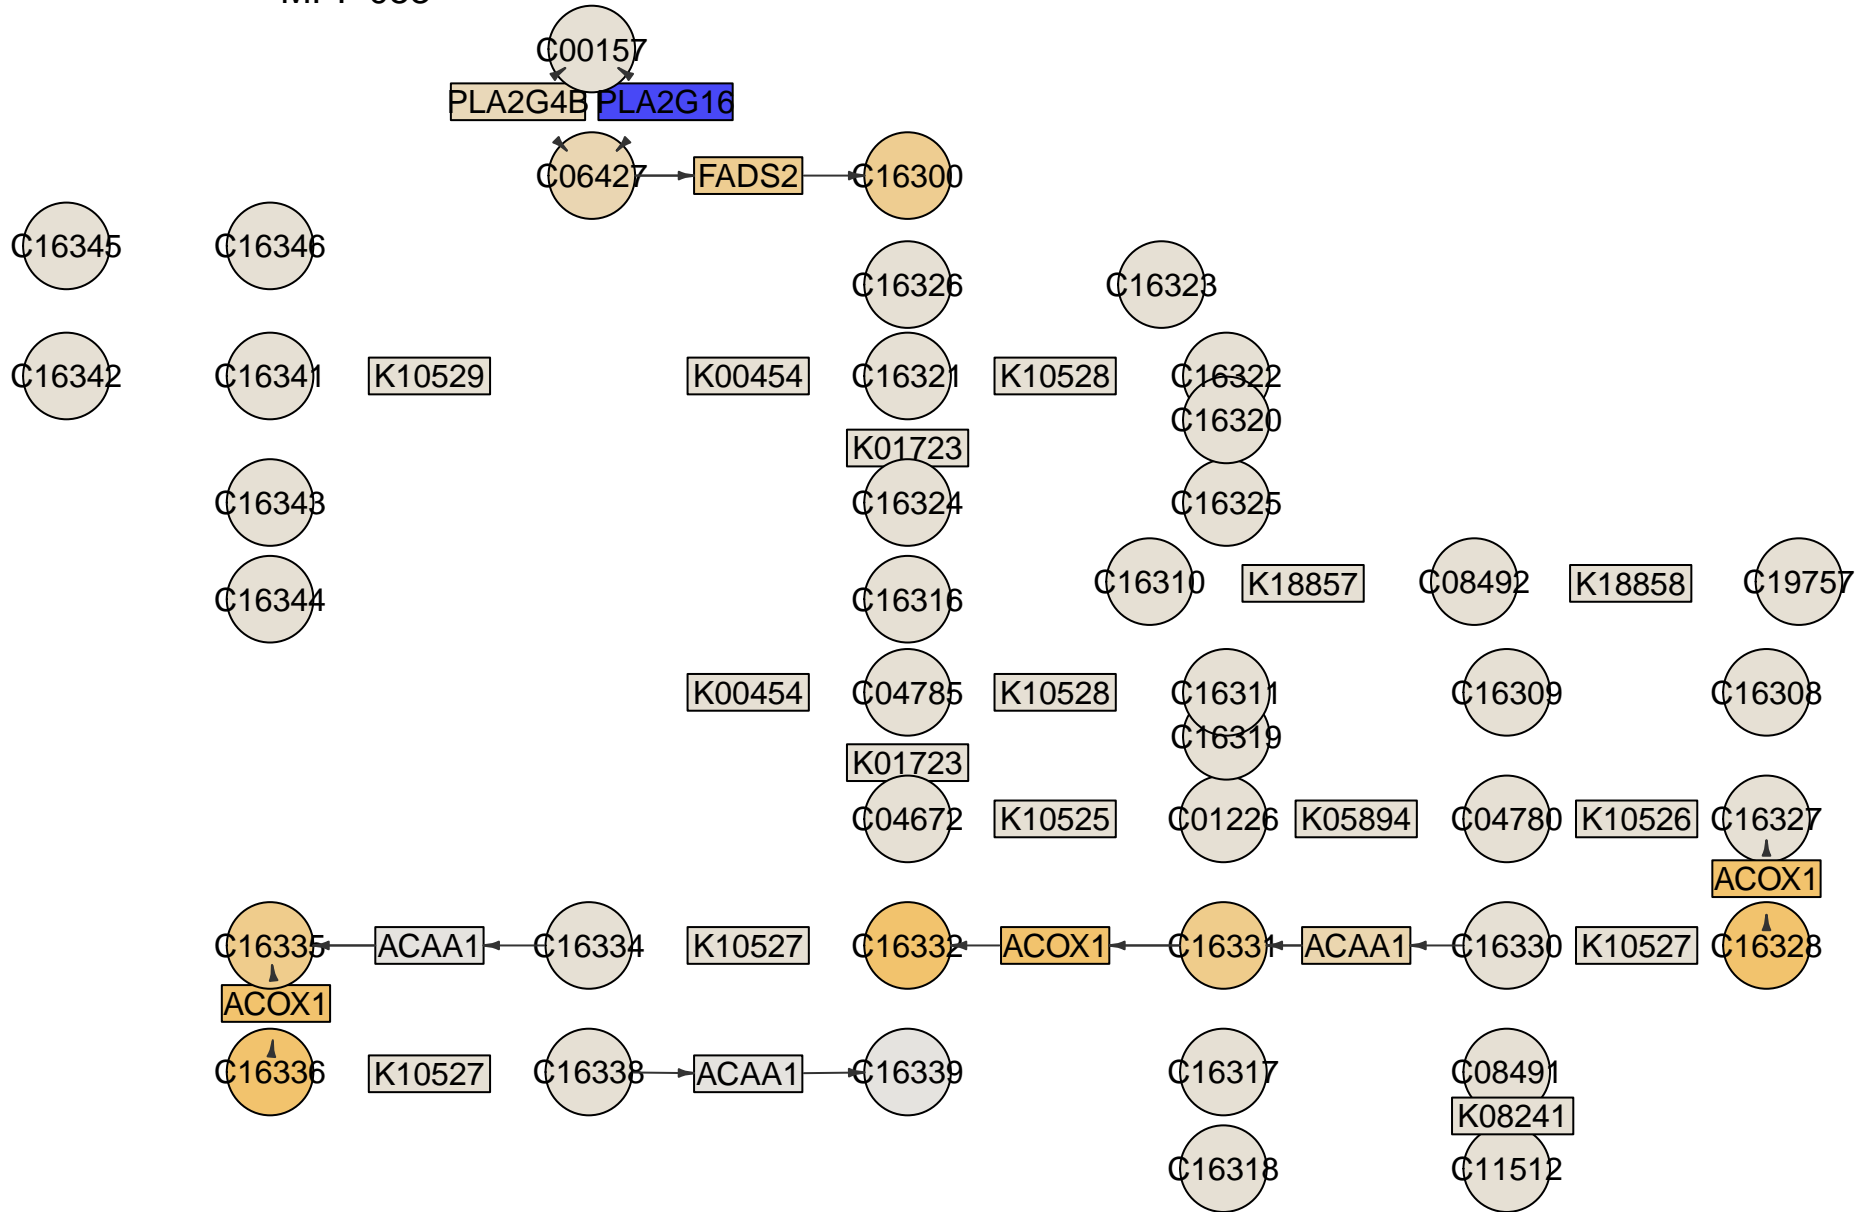 C00157
PLA2G4B PLA2G16
C06427 FADS2 C16300
C16345 C16346
C16326 C16323
C16342 C16341 K10529 K00454 C16321 K10528 C16322
C16320
K01723
C16343 C16324 C16325
C16310 K18857 C08492 K18858 C19757
C16344 C16316
K00454 C04785 K10528 C16311 C16309 C16308
C16319
K01723
C04672 K10525 C01226 K05894 C04780 K10526 C16327
ACOX1
C16335 ACAA1 C16334 K10527 C16332 ACOX1 C16331 ACAA1 C16330 K10527 C16328
ACOX1
C16336 K10527 C16338 ACAA1 C16339 C16317 C08491
K08241
C16318 C11512